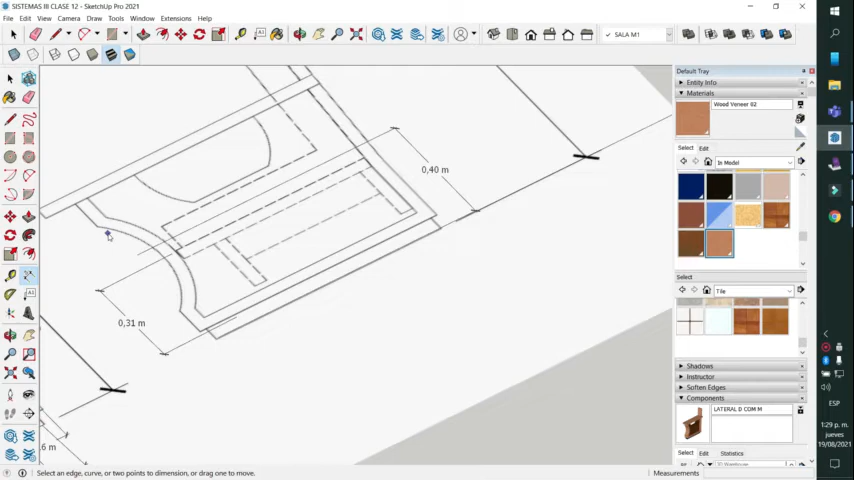 SISTEMAS III CLASE 12 - SketchUp Pro 2021
File Edit View Camera Draw Tools Window Extensions Help
SALA M1
Default Tray
Entity Info
Materials
Wood Veneer 02
Select Edit
In Model
Select
Tile
Shadows
Instructor
Soften Edges
Components
LATERAL D COM M
Select Edit Statistics
0,40 m
0,31 m
6 m
Select an edge, curve, or two points to dimension, or drag one to move.
Measurements
ESP
1:29 p. m.
jueves
19/08/2021